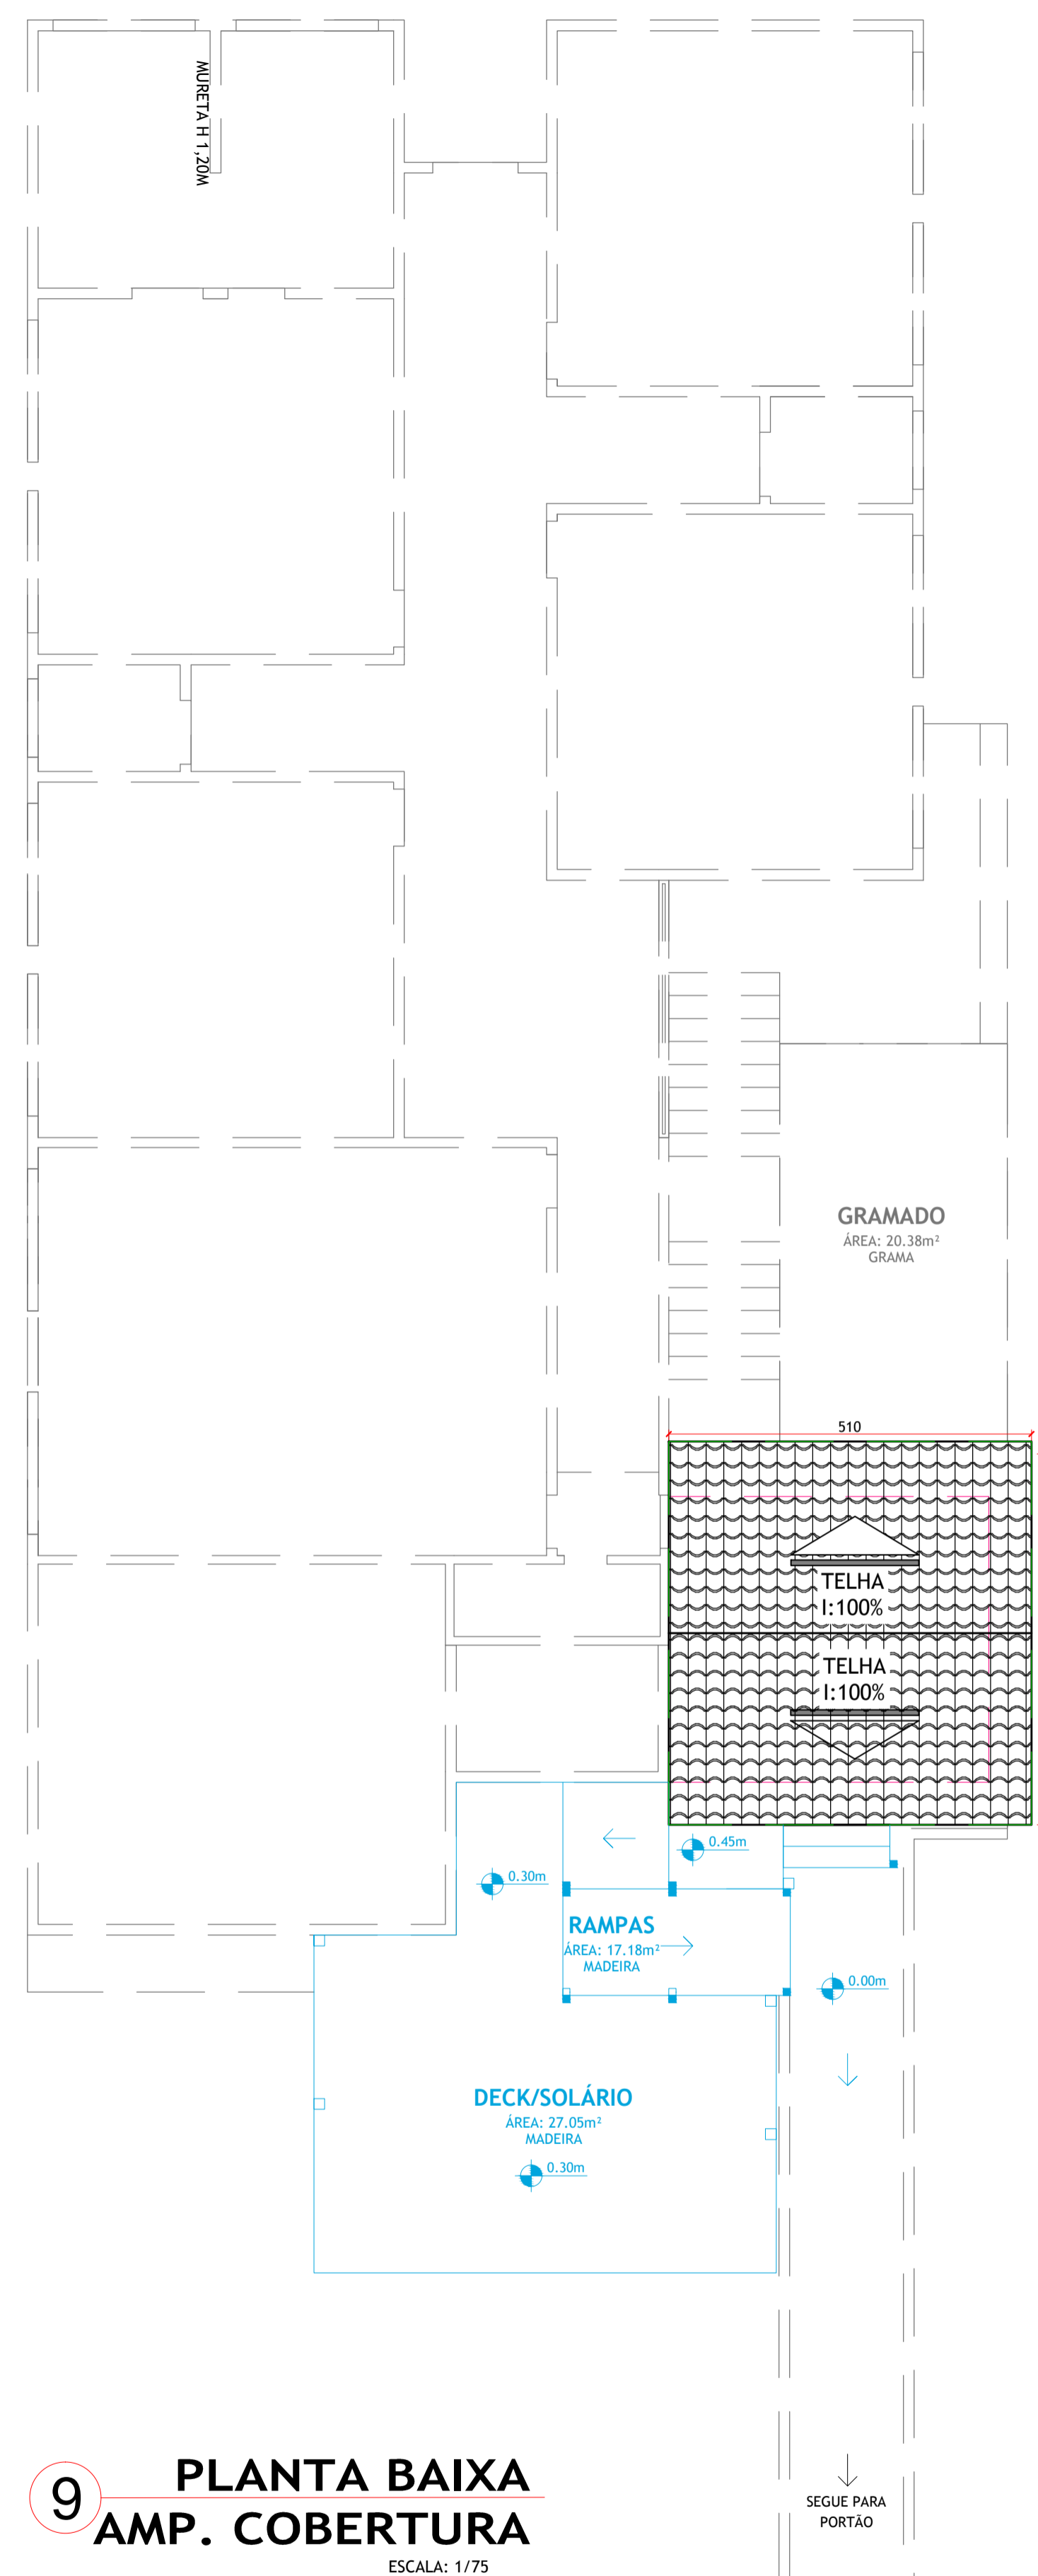 MURETA H 1,20M
GRAMADO
ÁREA: 20.38m²
GRAMA
510
TELHA
I:100%
TELHA
I:100%
0.45m
0.30m
RAMPAS
ÁREA: 17.18m²
MADEIRA
0.00m
DECK/SOLÁRIO
ÁREA: 27.05m²
MADEIRA
0.30m
SEGUE PARA
PORTÃO
9
PLANTA BAIXA
AMP. COBERTURA
ESCALA: 1/75